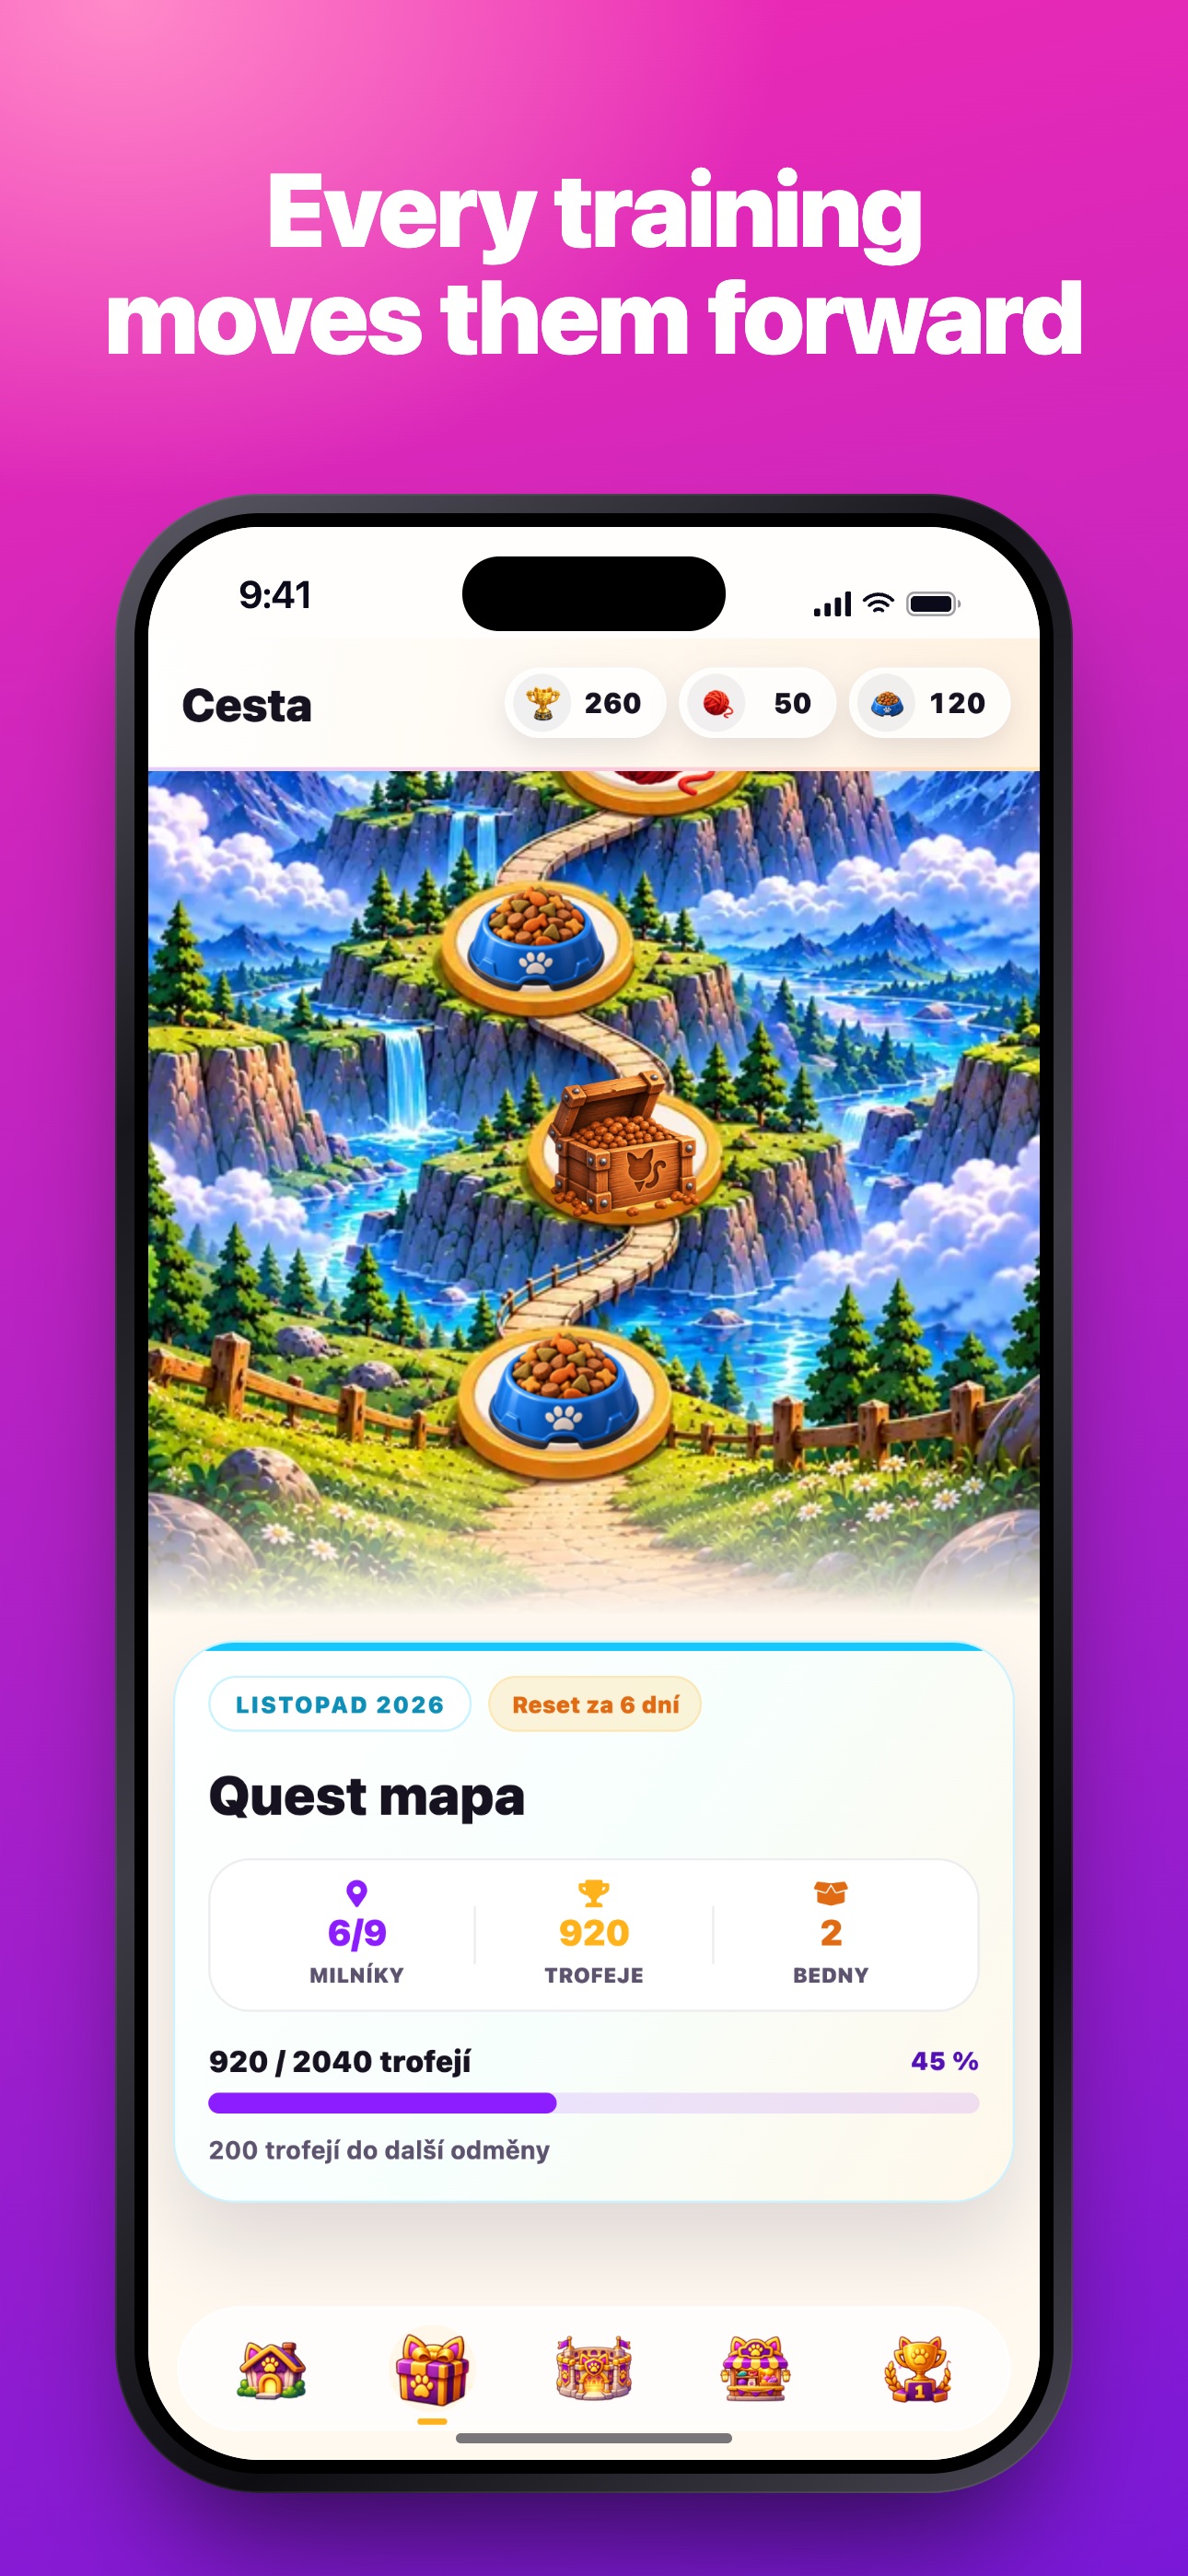 Every training
moves them forward
9:41
Cesta
260
50
120
LISTOPAD 2026
Reset za 6 dní
Quest mapa
6/9
920
2
MILNÍKY
TROFEJE
BEDNY
920 / 2040 trofejí
45 %
200 trofejí do další odměny
1